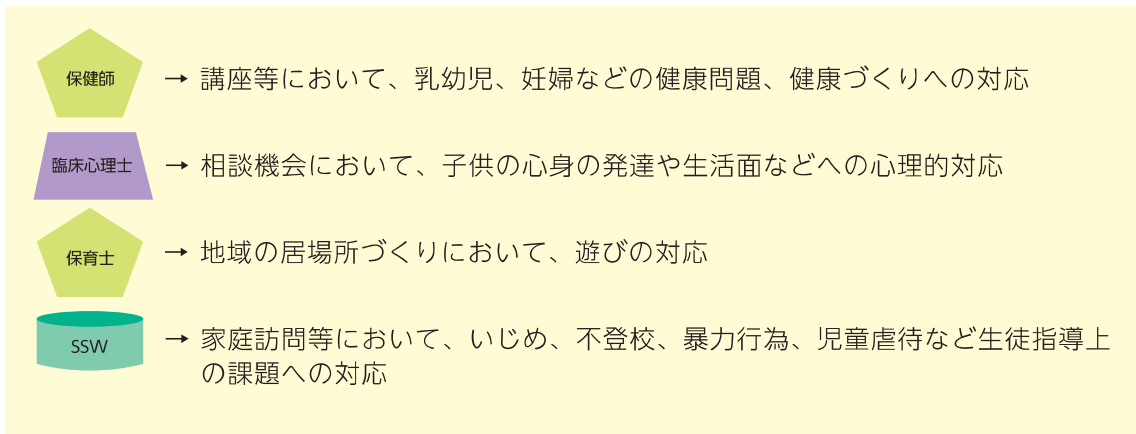 保健師 → 講座等において、乳幼児、妊婦などの健康問題、健康づくりへの対応
臨床心理士 → 相談機会において、子供の心身の発達や生活面などへの心理的対応
保育士 → 地域の居場所づくりにおいて、遊びの対応
SSW → 家庭訪問等において、いじめ、不登校、暴力行為、児童虐待など生徒指導上
の課題への対応